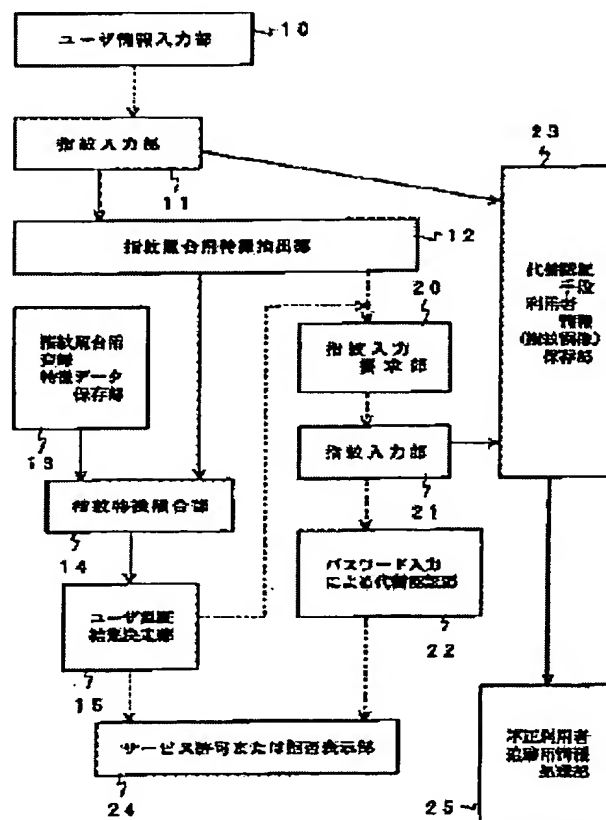 ユーザ情報入力部
10
指紋入力部
11
23
指紋照合用特徴抽出部
12
代替認証
手段
利用者
情報
(指紋画像)
保存部
20
指紋入力
要求部
指紋照合用
登録
特徴データ
保存部
13
指紋入力部
21
指紋特徴照合部
14
パスワード入力
による代替認証部
22
ユーザ認証
結果決定部
15
サービス許可または拒否表示部
24
不正利用者
追跡用情報
処理部
25